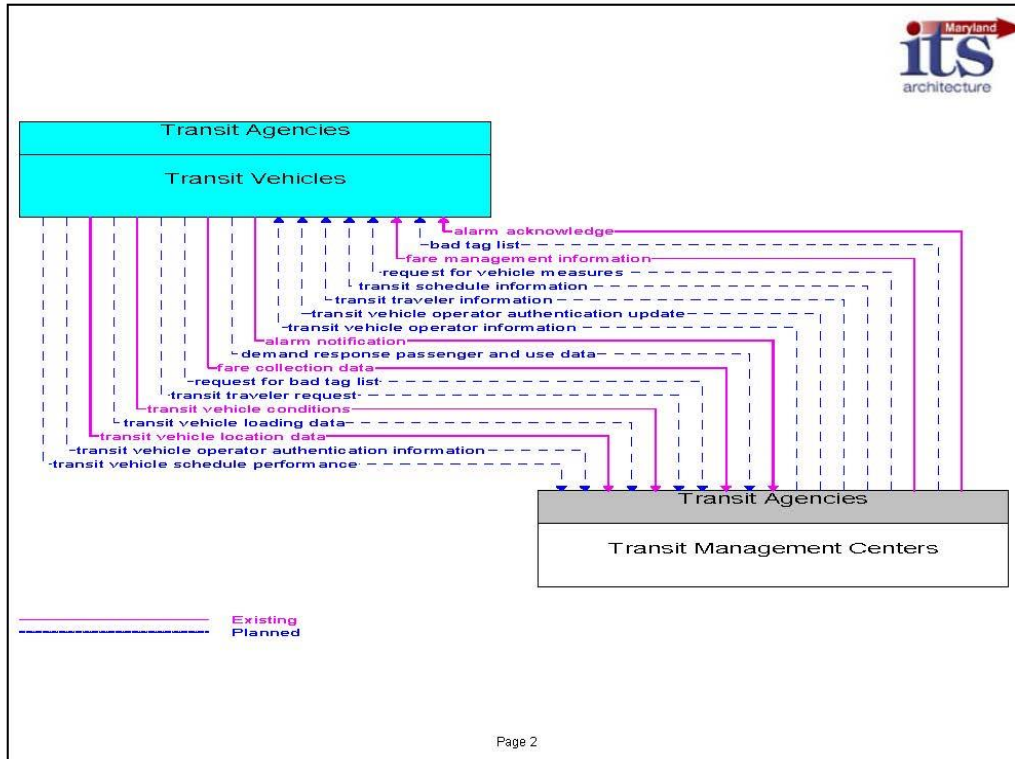 Maryland
its
architecture
Transit Agencies
Transit Vehicles
alarm acknowledge
bad tag list
fare management information
request for vehicle measures
transit schedule information
transit traveler information
transit vehicle operator authentication update
transit vehicle operator information
alarm notification
demand response passenger and use data
fare collection data
request for bad tag list
transit traveler request
transit vehicle conditions
transit vehicle loading data
transit vehicle location data
transit vehicle operator authentication information
transit vehicle schedule performance
Transit Agencies
Transit Management Centers
Existing
Planned
Page 2